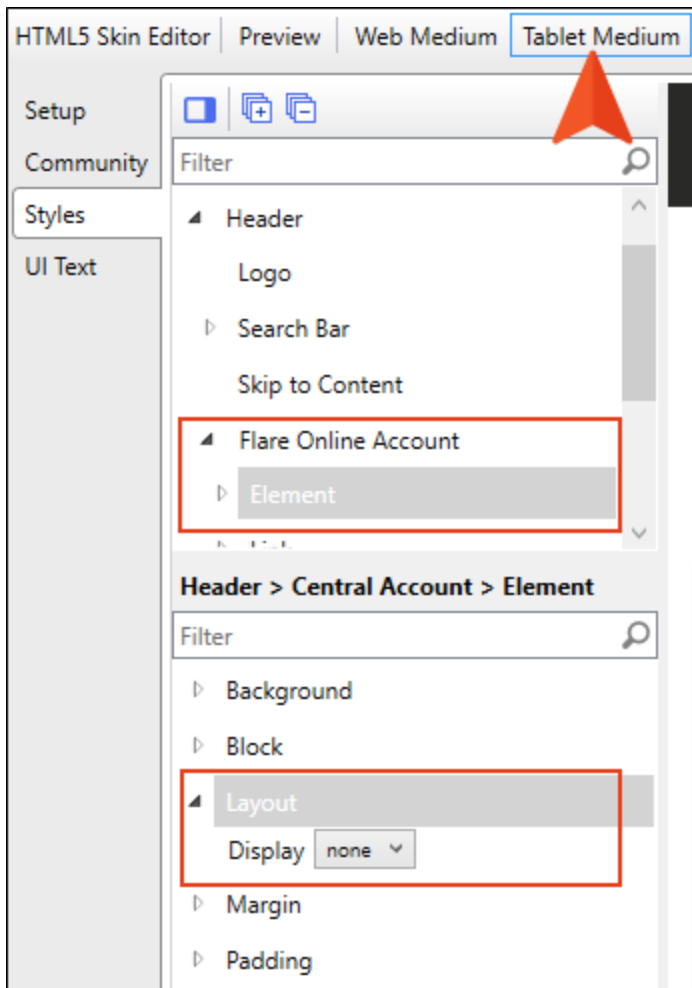 HTML5 Skin Editor Preview Web Medium Tablet Medium
Setup
Community
Styles
UI Text
Filter
Header
Logo
Search Bar
Skip to Content
Flare Online Account
Element
Header > Central Account > Element
Filter
Background
Block
Layout
Display none
Margin
Padding